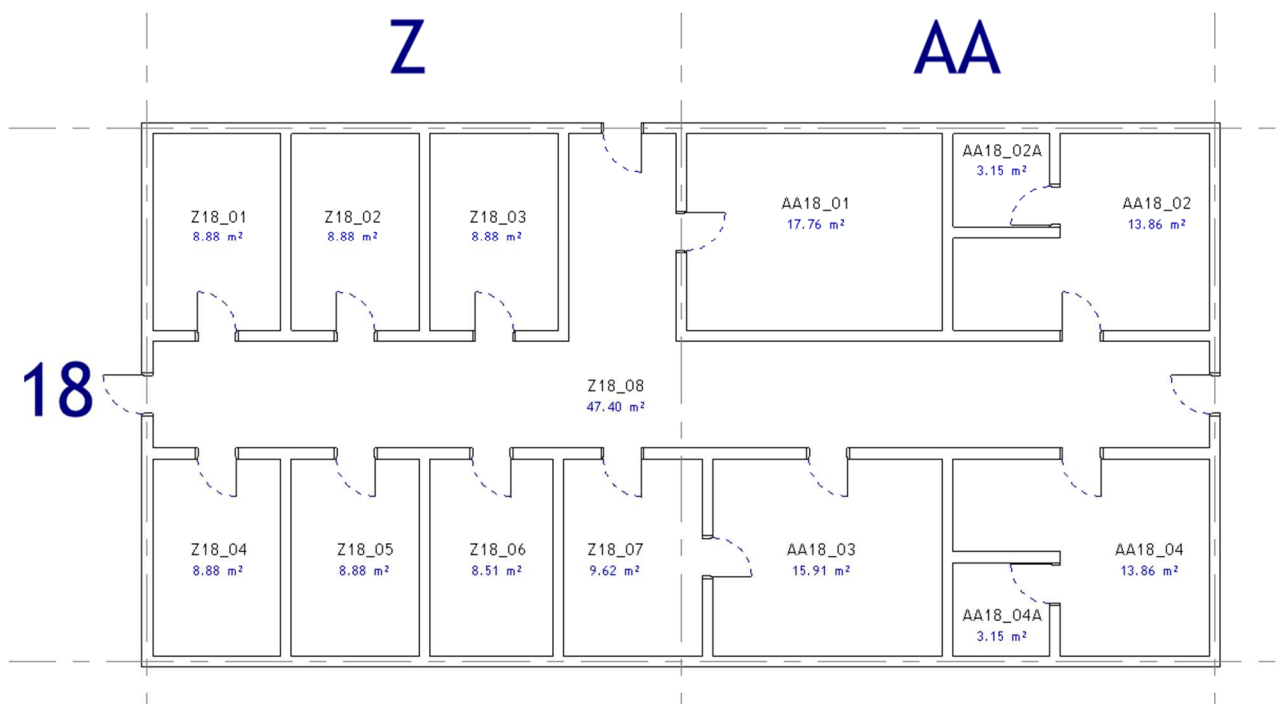 Z
AA
18
Z18_01
8.88 m²
Z18_02
8.88 m²
Z18_03
8.88 m²
AA18_01
17.76 m²
AA18_02A
3.15 m²
AA18_02
13.86 m²
Z18_08
47.40 m²
Z18_04
8.88 m²
Z18_05
8.88 m²
Z18_06
8.51 m²
Z18_07
9.62 m²
AA18_03
15.91 m²
AA18_04
13.86 m²
AA18_04A
3.15 m²